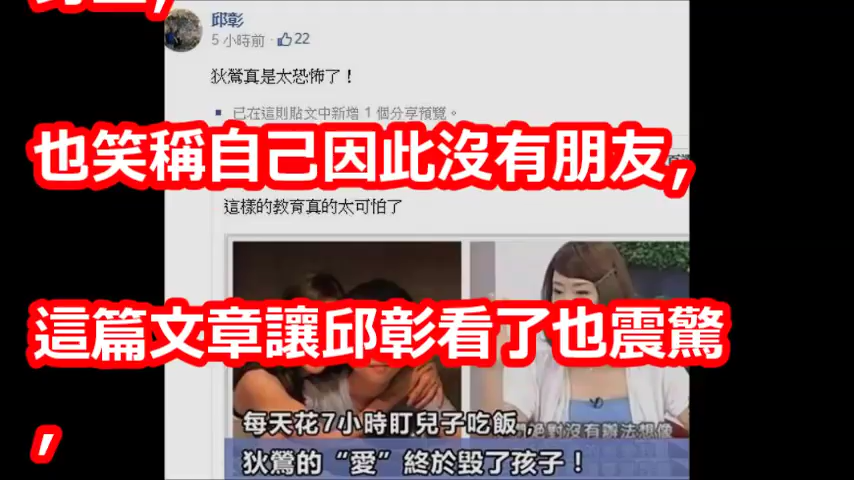 邱彰
5 小時前 · 22
狄鶯真是太恐怖了！
已在這則貼文中新增 1 個分享預覽。
也笑稱自己因此沒有朋友,
這樣的教育真的太可怕了
這篇文章讓邱彰看了也震驚
,
每天花7小時盯兒子吃飯，
絕對沒有辦法想像
狄鶯的“愛”終於毀了孩子！